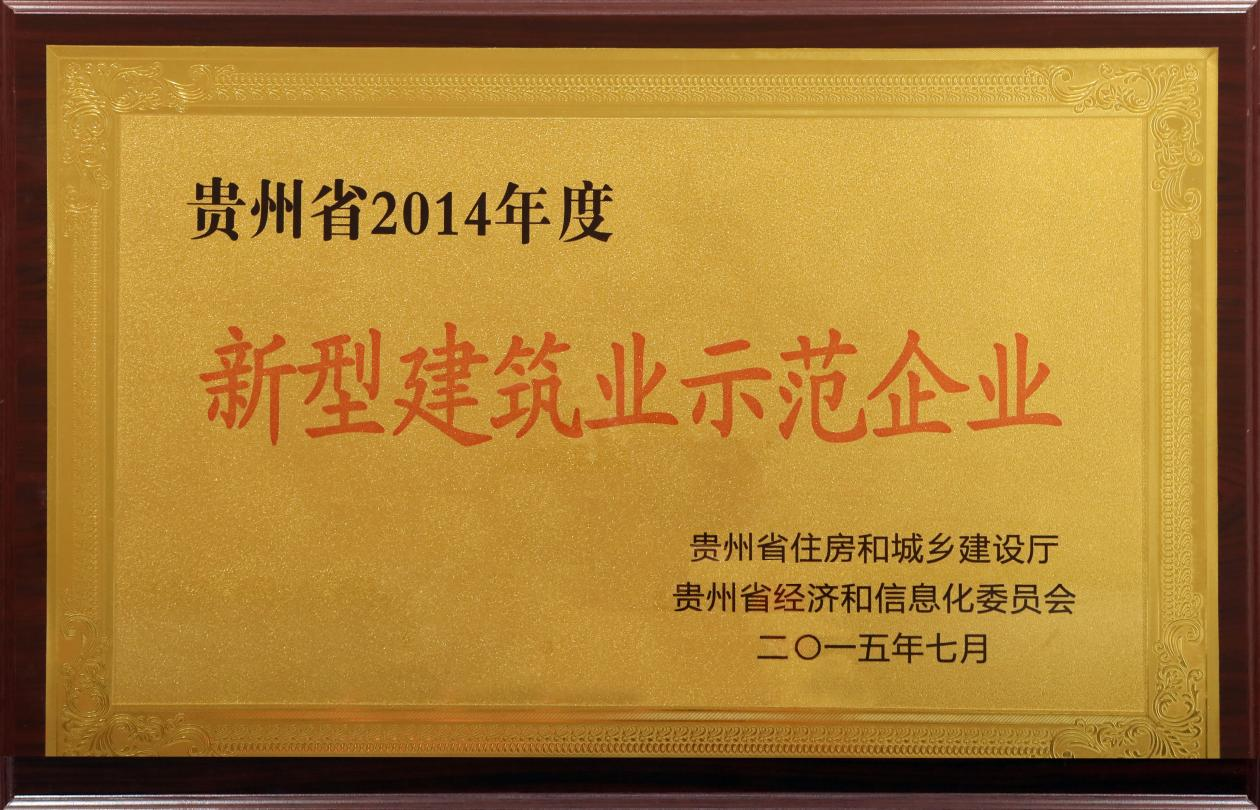 贵州省2014年度
新型建筑业示范企业
贵州省住房和城乡建设厅
贵州省经济和信息化委员会
二〇一五年七月